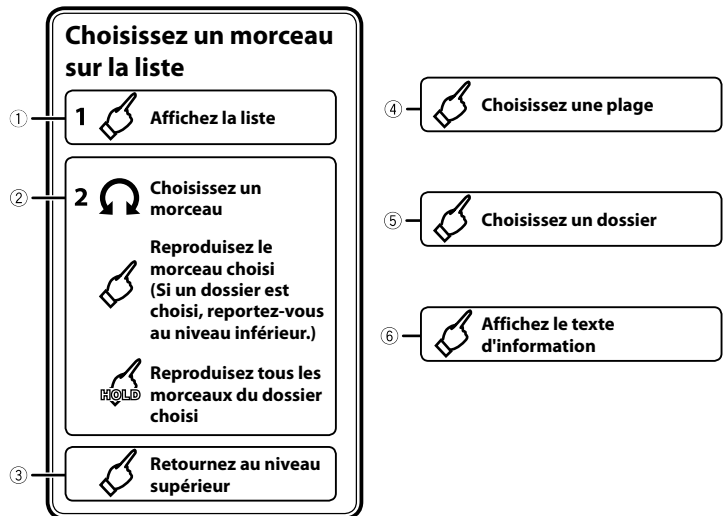 Choisissez un morceau
sur la liste
① 1 Affichez la liste
② 2 Choisissez un
morceau
Reproduisez le
morceau choisi
(Si un dossier est
choisi, reportez-vous
au niveau inférieur.)
HOLD
Reproduisez tous les
morceaux du dossier
choisi
③ Retournez au niveau
supérieur
④ Choisissez une plage
⑤ Choisissez un dossier
⑥ Affichez le texte
d'information